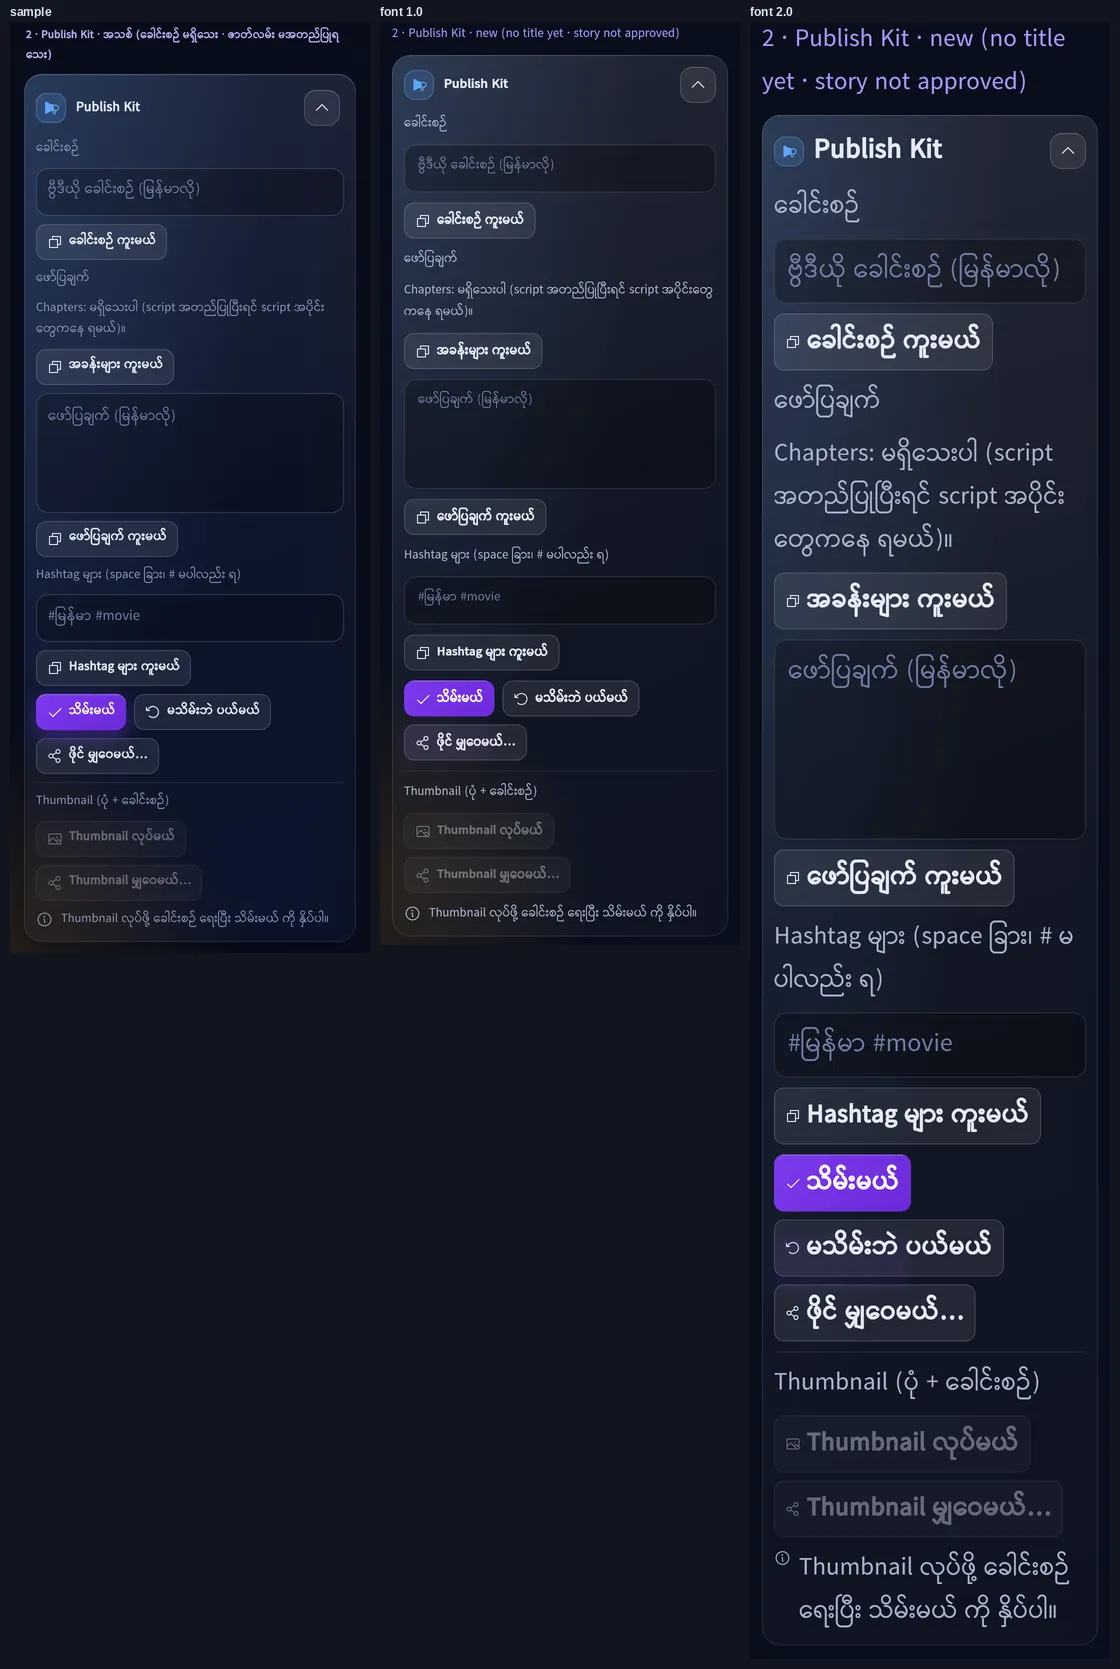 sample
2 · Publish Kit · အသစ် (ခေါင်းစဉ် မရှိသေး · ဇာတ်လမ်း မအတည်ပြုရ
သေး)
Publish Kit
ခေါင်းစဉ်
ဗွီဒီယို ခေါင်းစဉ် (မြန်မာလို)
ခေါင်းစဉ် ကူးမယ်
ဖော်ပြချက်
Chapters: မရှိသေးပါ (script အတည်ပြုပြီးရင် script အပိုင်း
တွေကနေ ရမယ်)။
အခန်းများ ကူးမယ်
ဖော်ပြချက် (မြန်မာလို)
ဖော်ပြချက် ကူးမယ်
Hashtag များ (space ခြား၊ # မပါလည်း ရ)
#မြန်မာ #movie
Hashtag များ ကူးမယ်
သိမ်းမယ်
မသိမ်းဘဲ ပယ်မယ်
ဖိုင် မျှဝေမယ်…
Thumbnail (ပုံ + ခေါင်းစဉ်)
Thumbnail လုပ်မယ်
Thumbnail မျှဝေမယ်…
Thumbnail လုပ်ဖို့ ခေါင်းစဉ် ရေးပြီး သိမ်းမယ် ကို နှိပ်ပါ။
font 1.0
2 · Publish Kit · new (no title yet · story not approved)
Publish Kit
ခေါင်းစဉ်
ဗွီဒီယို ခေါင်းစဉ် (မြန်မာလို)
ခေါင်းစဉ် ကူးမယ်
ဖော်ပြချက်
Chapters: မရှိသေးပါ (script အတည်ပြုပြီးရင် script အပိုင်းတွေ
ကနေ ရမယ်)။
အခန်းများ ကူးမယ်
ဖော်ပြချက် (မြန်မာလို)
ဖော်ပြချက် ကူးမယ်
Hashtag များ (space ခြား၊ # မပါလည်း ရ)
#မြန်မာ #movie
Hashtag များ ကူးမယ်
သိမ်းမယ်
မသိမ်းဘဲ ပယ်မယ်
ဖိုင် မျှဝေမယ်…
Thumbnail (ပုံ + ခေါင်းစဉ်)
Thumbnail လုပ်မယ်
Thumbnail မျှဝေမယ်…
Thumbnail လုပ်ဖို့ ခေါင်းစဉ် ရေးပြီး သိမ်းမယ် ကို နှိပ်ပါ။
font 2.0
2 · Publish Kit · new (no title
yet · story not approved)
Publish Kit
ခေါင်းစဉ်
ဗွီဒီယို ခေါင်းစဉ် (မြန်မာလို)
ခေါင်းစဉ် ကူးမယ်
ဖော်ပြချက်
Chapters: မရှိသေးပါ (script
အတည်ပြုပြီးရင် script အပိုင်း
တွေကနေ ရမယ်)။
အခန်းများ ကူးမယ်
ဖော်ပြချက် (မြန်မာလို)
ဖော်ပြချက် ကူးမယ်
Hashtag များ (space ခြား၊ # မ
ပါလည်း ရ)
#မြန်မာ #movie
Hashtag များ ကူးမယ်
သိမ်းမယ်
မသိမ်းဘဲ ပယ်မယ်
ဖိုင် မျှဝေမယ်…
Thumbnail (ပုံ + ခေါင်းစဉ်)
Thumbnail လုပ်မယ်
Thumbnail မျှဝေမယ်…
Thumbnail လုပ်ဖို့ ခေါင်းစဉ်
ရေးပြီး သိမ်းမယ် ကို နှိပ်ပါ။